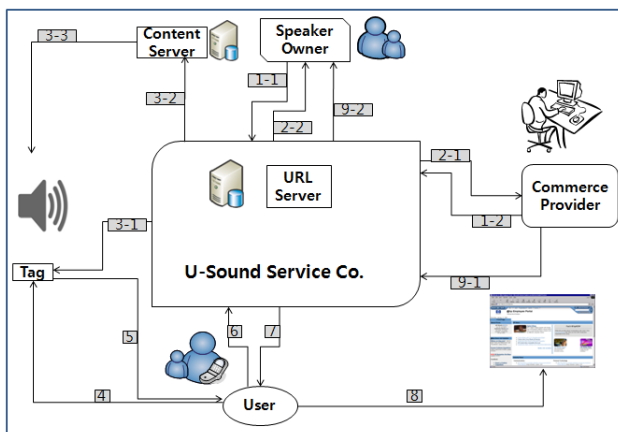 3-3
Content
Server
Speaker
Owner
1-1
3-2
2-2
9-2
URL
Server
2-1
Commerce
Provider
1-2
3-1
Tag
U-Sound Service Co.
9-1
5
6
7
4
User
8